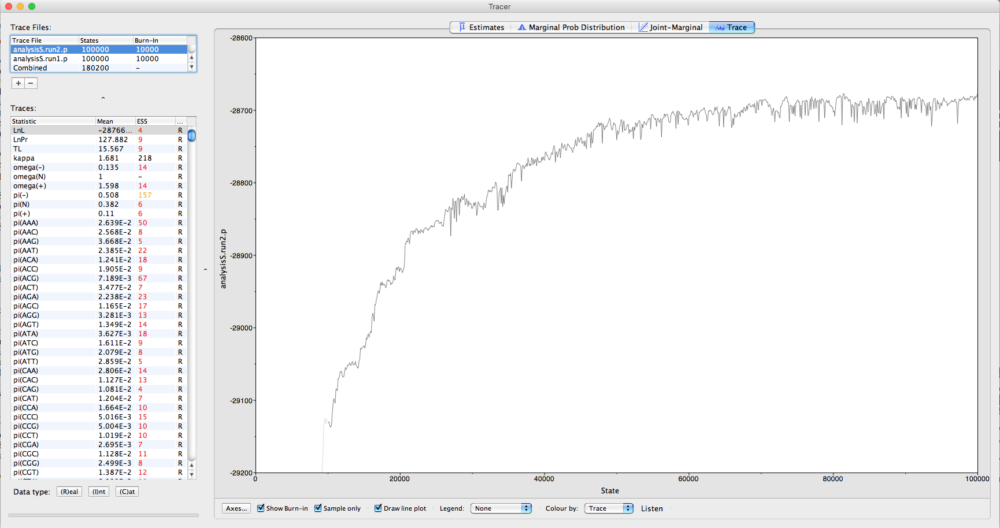 Tracer
Trace Files:
Trace File States Burn-In
analysisS.run2.p 100000 10000
analysisS.run1.p 100000 10000
Combined 180200 -
+ -
Traces:
Statistic Mean ESS ...
LnL -28766... 4 R
LnPr 127.882 9 R
TL 15.567 9 R
kappa 1.681 218 R
omega(-) 0.135 14 R
omega(N) 1 - R
omega(+) 1.598 14 R
pi(-) 0.508 157 R
pi(N) 0.382 6 R
pi(+) 0.11 6 R
pi(AAA) 2.639E-2 50 R
pi(AAC) 2.568E-2 8 R
pi(AAG) 3.668E-2 5 R
pi(AAT) 2.385E-2 22 R
pi(ACA) 1.241E-2 18 R
pi(ACC) 1.905E-2 9 R
pi(ACG) 7.189E-3 67 R
pi(ACT) 3.477E-2 7 R
pi(AGA) 2.238E-2 23 R
pi(AGC) 1.165E-2 17 R
pi(AGG) 3.281E-3 13 R
pi(AGT) 1.349E-2 14 R
pi(ATA) 3.627E-3 18 R
pi(ATC) 1.611E-2 9 R
pi(ATG) 2.079E-2 8 R
pi(ATT) 2.859E-2 5 R
pi(CAA) 2.806E-2 14 R
pi(CAC) 1.127E-2 13 R
pi(CAG) 1.081E-2 4 R
pi(CAT) 1.204E-2 7 R
pi(CCA) 1.664E-2 10 R
pi(CCC) 5.016E-3 15 R
pi(CCG) 5.004E-3 10 R
pi(CCT) 1.019E-2 10 R
pi(CGA) 2.695E-3 7 R
pi(CGC) 1.128E-2 11 R
pi(CGG) 2.499E-3 8 R
pi(CGT) 1.387E-2 12 R
Data type: (R)eal (I)nt (C)at
Estimates Marginal Prob Distribution Joint-Marginal Trace
-28600
-28700
-28800
-28900
-29000
-29100
-29200
analysisS.run2.p
0 20000 40000 60000 80000 100000
State
Axes... Show Burn-in Sample only Draw line plot Legend: None Colour by: Trace Listen